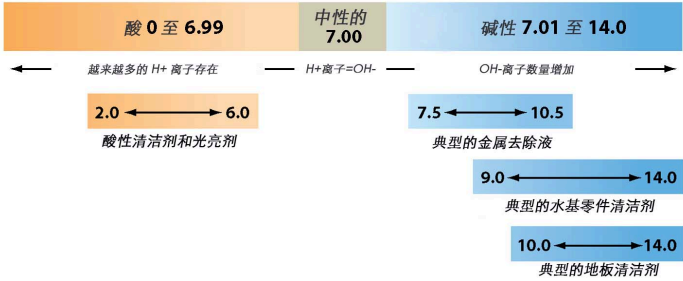 酸 0 至 6.99
中性的
7.00
碱性 7.01 至 14.0
越来越多的 H+ 离子存在
H+离子=OH-
OH-离子数量增加
2.0 6.0
酸性清洁剂和光亮剂
7.5 10.5
典型的金属去除液
9.0 14.0
典型的水基零件清洁剂
10.0 14.0
典型的地板清洁剂